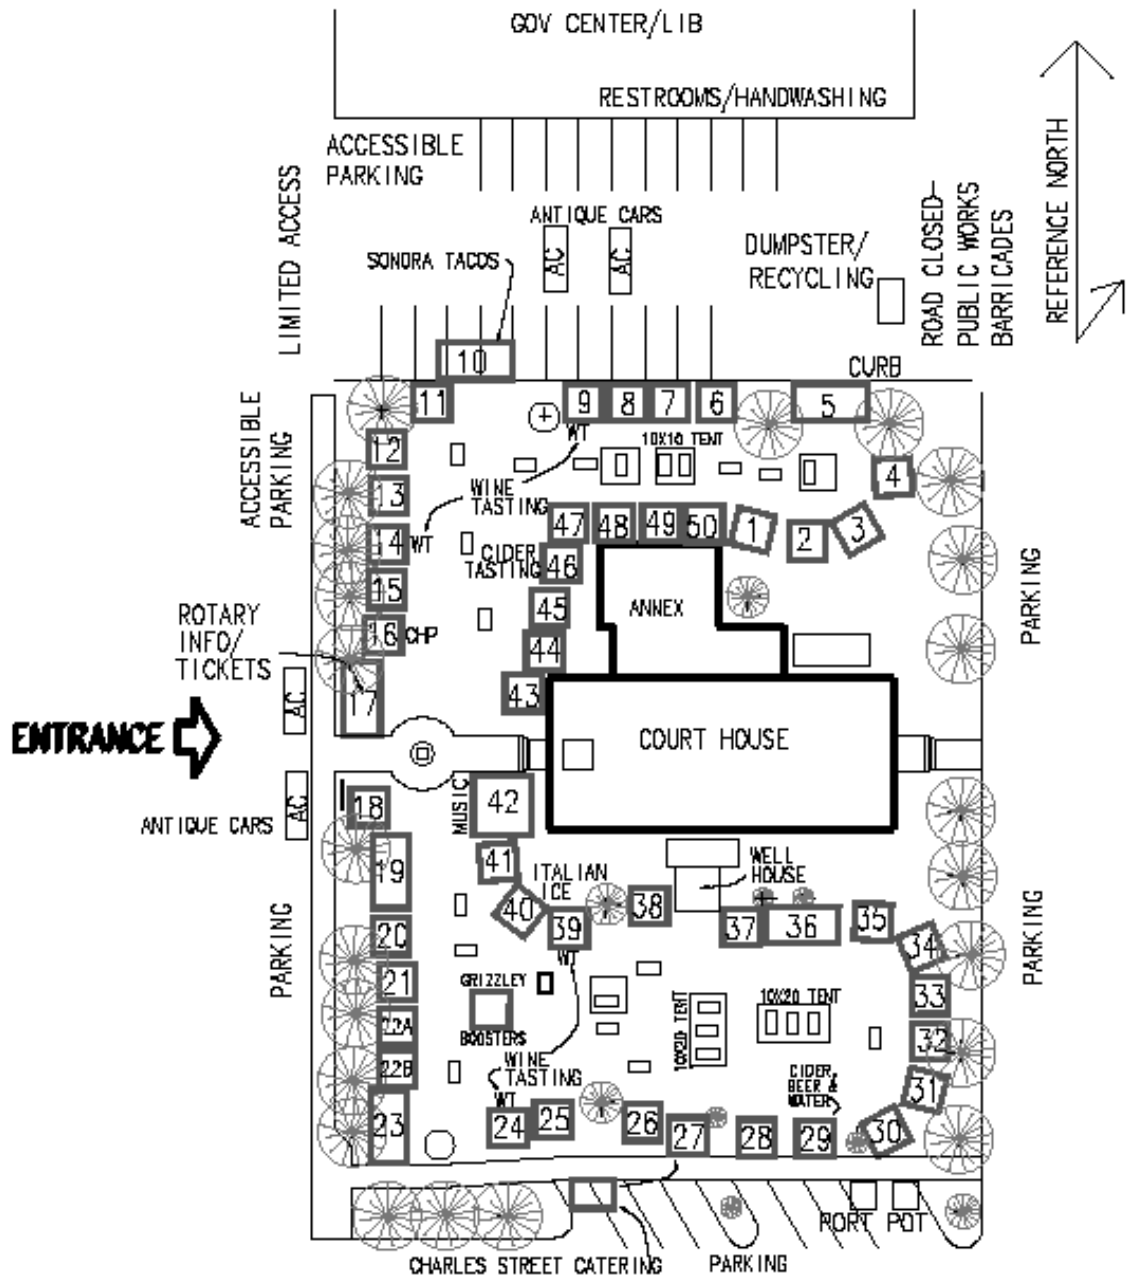 GOV CENTER/LIB
RESTROOMS/HANDWASHING
ACCESSIBLE
PARKING
LIMITED ACCESS
ANTIQUE CARS
AC
AC
SONORA TACOS
DUMPSTER/
RECYCLING
ROAD CLOSED-
PUBLIC WORKS
BARRICADES
REFERENCE NORTH
CURB
10
11
9
8
7
6
5
WT
10X10 TENT
ACCESSIBLE
PARKING
12
13
14
WT
15
16
CHP
17
WINE
TASTING
4
3
2
1
50
49
48
47
CIDER
TASTING
46
45
44
43
ANNEX
PARKING
ROTARY
INFO/
TICKETS
AC
ENTRANCE
COURT HOUSE
AC
ANTIQUE CARS
18
19
MUSIC
42
41
40
ITALIAN
ICE
39
WT
38
WELL
HOUSE
37
36
35
34
33
32
31
30
PARKING
PARKING
20
21
22A
22B
23
GRIZZLEY
BOOSTERS
WINE
TASTING
WT
24
25
26
27
28
29
10X20 TENT
10X20 TENT
CIDER,
BEER &
WATER
PORT POT
CHARLES STREET CATERING
PARKING